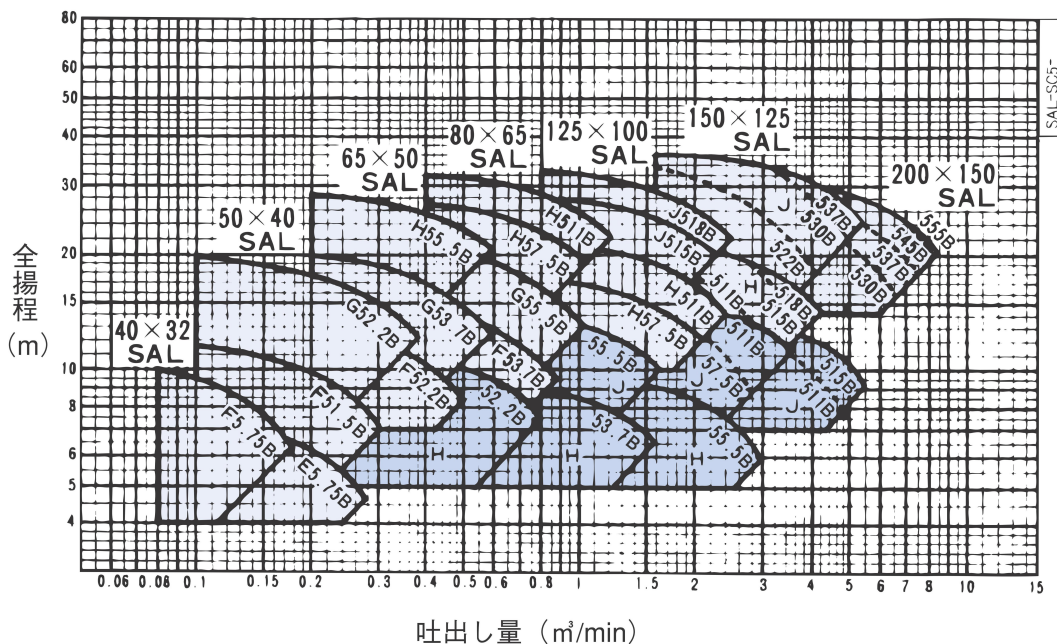 80
60
50
40
30
20
15
10
8
6
5
4
全揚程
(m)
SAL-SC5-
40×32
SAL
50×40
SAL
65×50
SAL
80×65
SAL
125×100
SAL
150×125
SAL
200×150
SAL
F5.75B
E5.75B
F51.5B
G52.2B
F52.2B
G53.7B
H55.5B
F53.7B
52.2B
H
H57.5B
G55.5B
H511B
55.5B
53.7B
H
H57.5B
J515B
J518B
H511B
57.5B
J
55.5B
H
511B
511B
522B
530B
537B
J
H
518B
515B
515B
511B
J
530B
537B
545B
555B
0.06
0.08
0.1
0.15
0.2
0.3
0.4
0.5
0.6
0.8
1
1.5
2
3
4
5
6
7
8
10
15
吐出し量 (㎥/min)